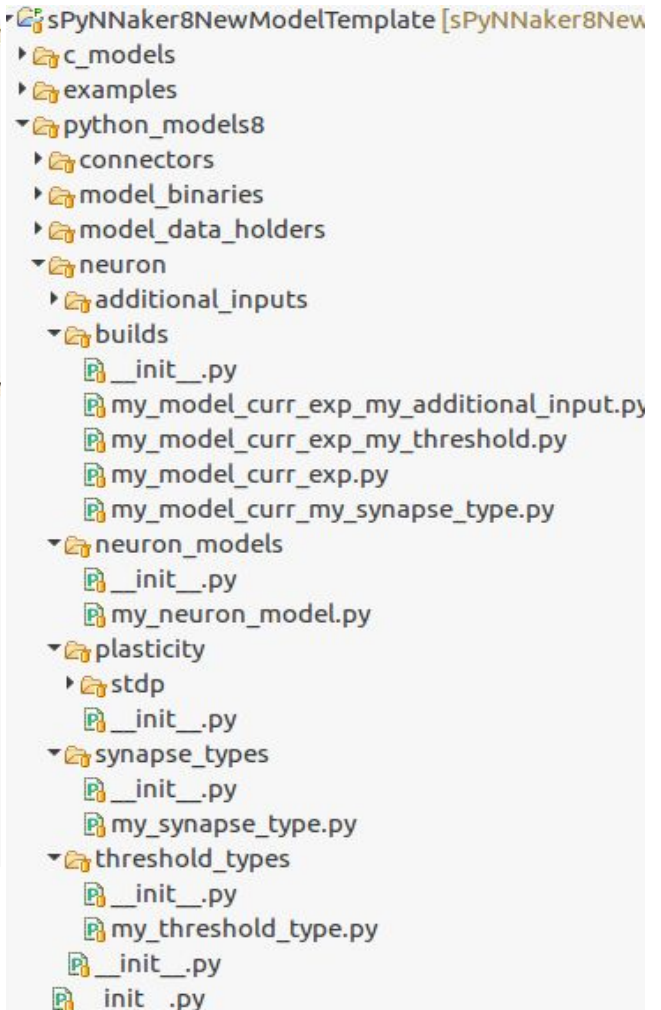 sPyNNaker8NewModelTemplate [sPyNNaker8New
c_models
examples
python_models8
connectors
model_binaries
model_data_holders
neuron
additional_inputs
builds
__init__.py
my_model_curr_exp_my_additional_input.py
my_model_curr_exp_my_threshold.py
my_model_curr_exp.py
my_model_curr_my_synapse_type.py
neuron_models
__init__.py
my_neuron_model.py
plasticity
stdp
__init__.py
synapse_types
__init__.py
my_synapse_type.py
threshold_types
__init__.py
my_threshold_type.py
__init__.py
__init__.py